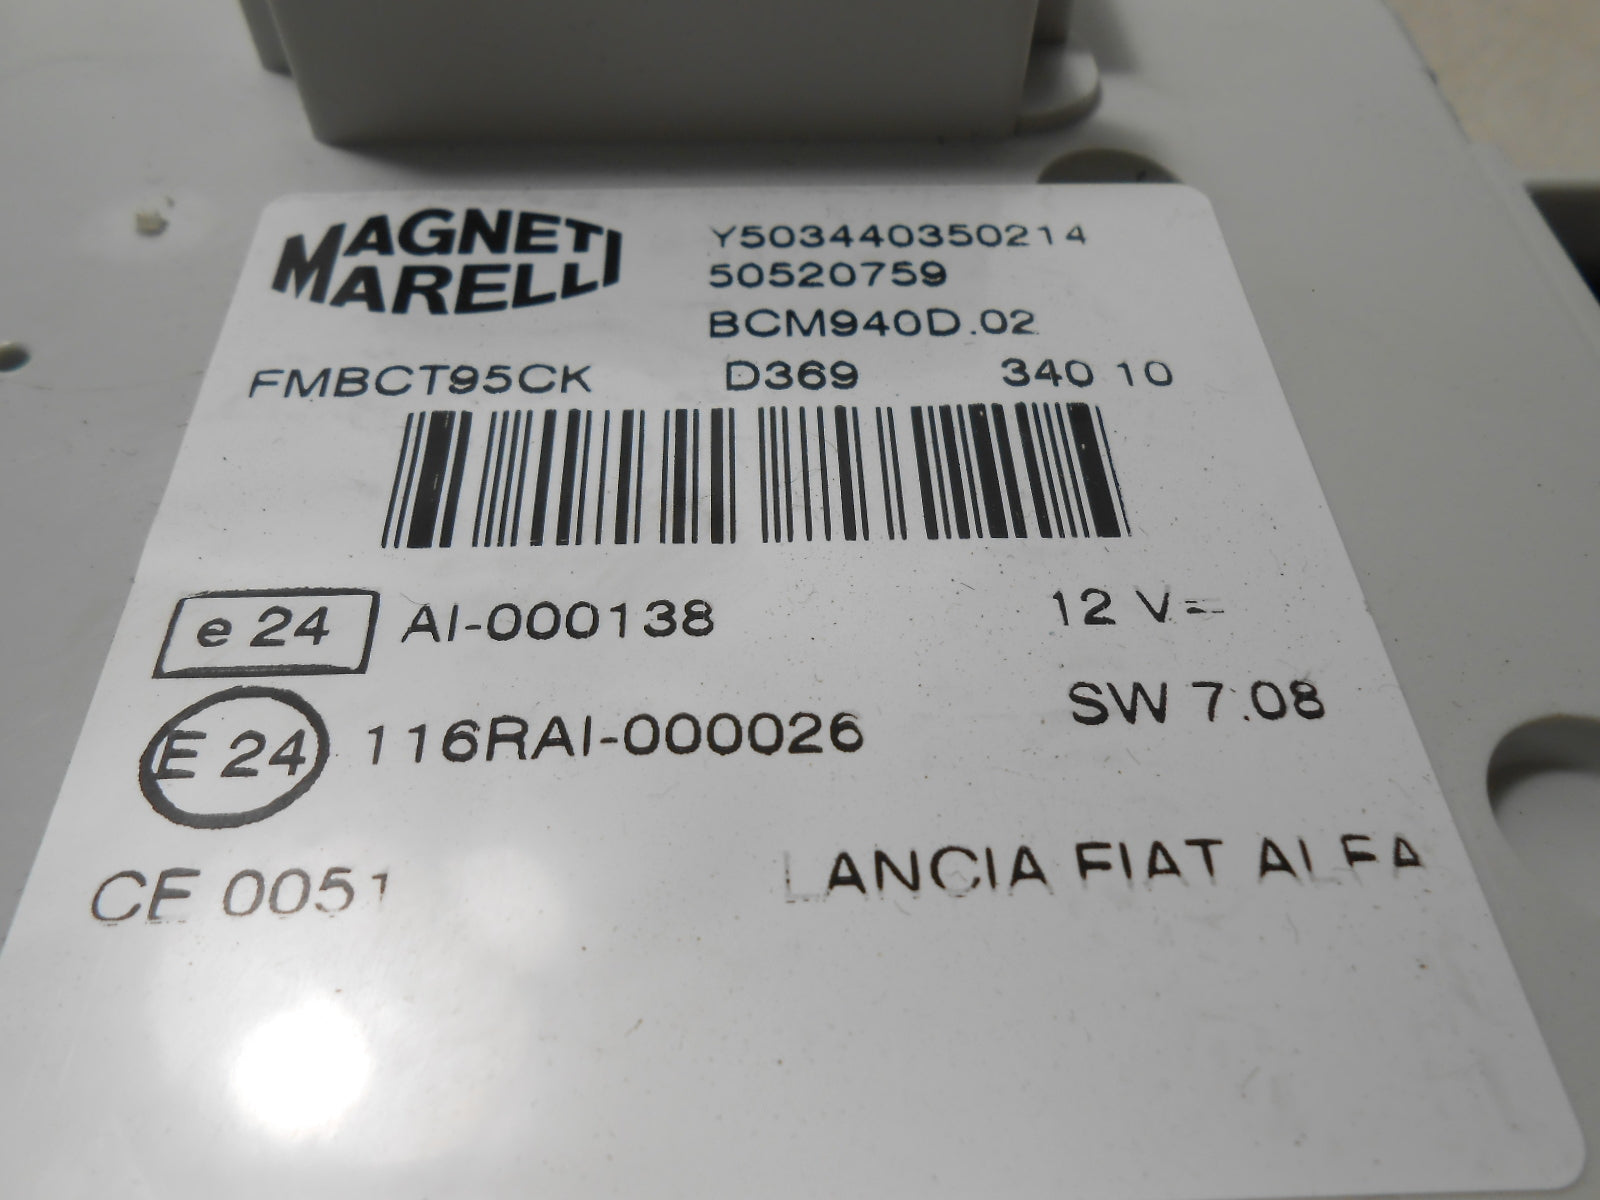 MAGNETI
MARELLI
Y503440350214
50520759
BCM940D.02
FMBCT95CK D369 340 10
e 24 AI-000138 12 V=
E 24 116RAI-000026 SW 7.08
CE 0051 LANCIA FIAT ALFA